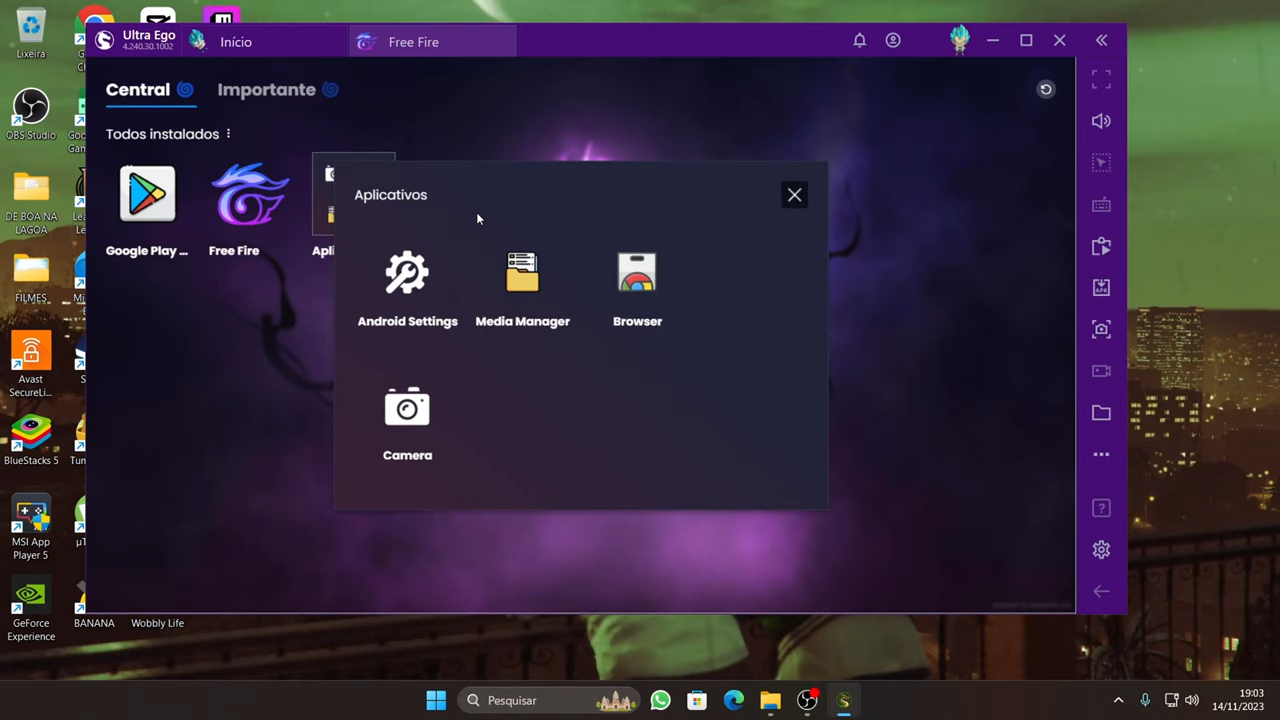 Ultra Ego
4.240.30.1002
Início
Free Fire
Central
Importante
Todos instalados
Google Play ...
Free Fire
Apli
Aplicativos
Android Settings
Media Manager
Browser
Camera
Lixeira
OBS Studio
DE BOA NA
LAGOA
FILMES
Avast
SecureLi...
BlueStacks 5
MSI App
Player 5
GeForce
Experience
BANANA
Wobbly Life
Pesquisar
19:03
14/11/2023